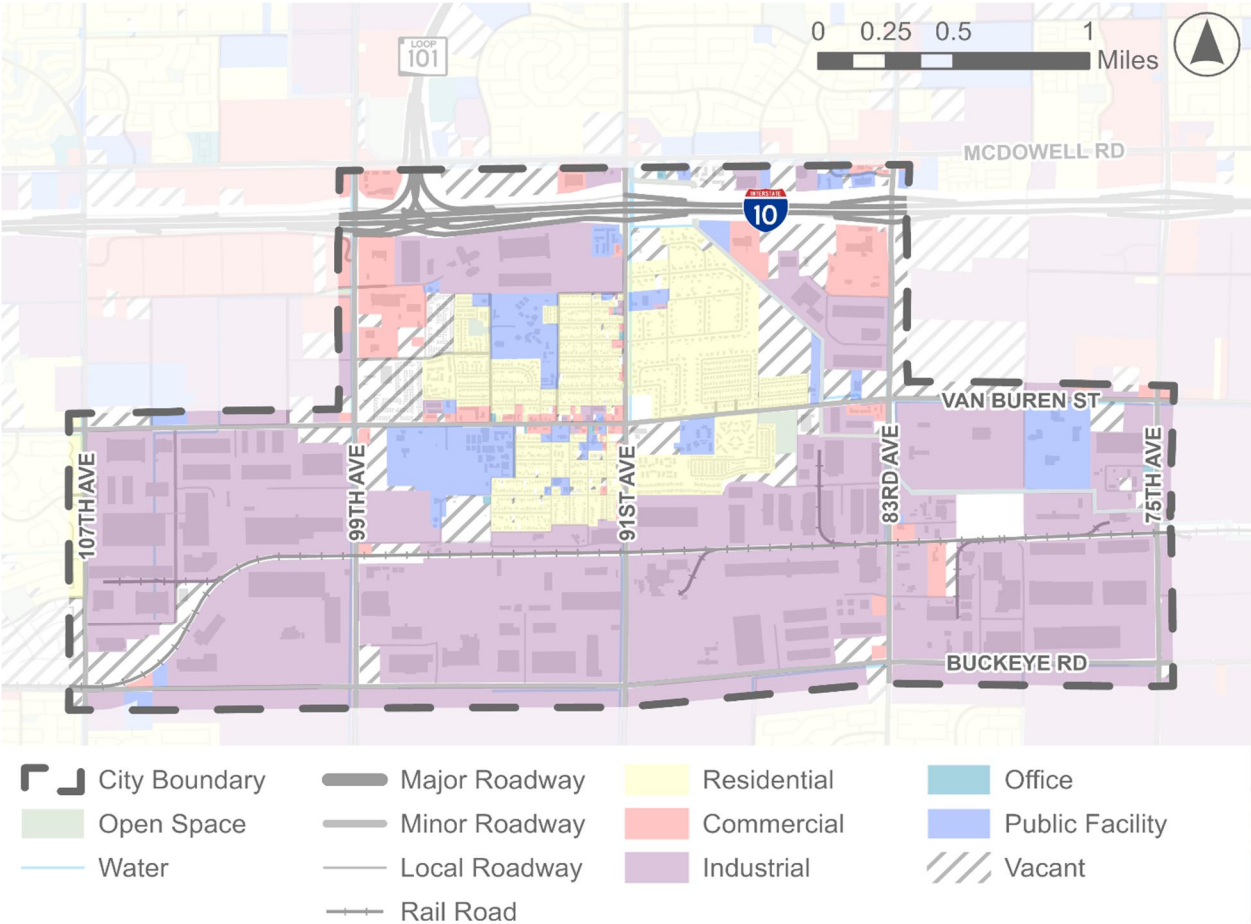 0 0.25 0.5 1
Miles
LOOP
101
MCDOWELL RD
INTERSTATE
10
VAN BUREN ST
107TH AVE
99TH AVE
91ST AVE
83RD AVE
75TH AVE
BUCKEYE RD
City Boundary
Open Space
Water
Major Roadway
Minor Roadway
Local Roadway
Rail Road
Residential
Commercial
Industrial
Office
Public Facility
Vacant